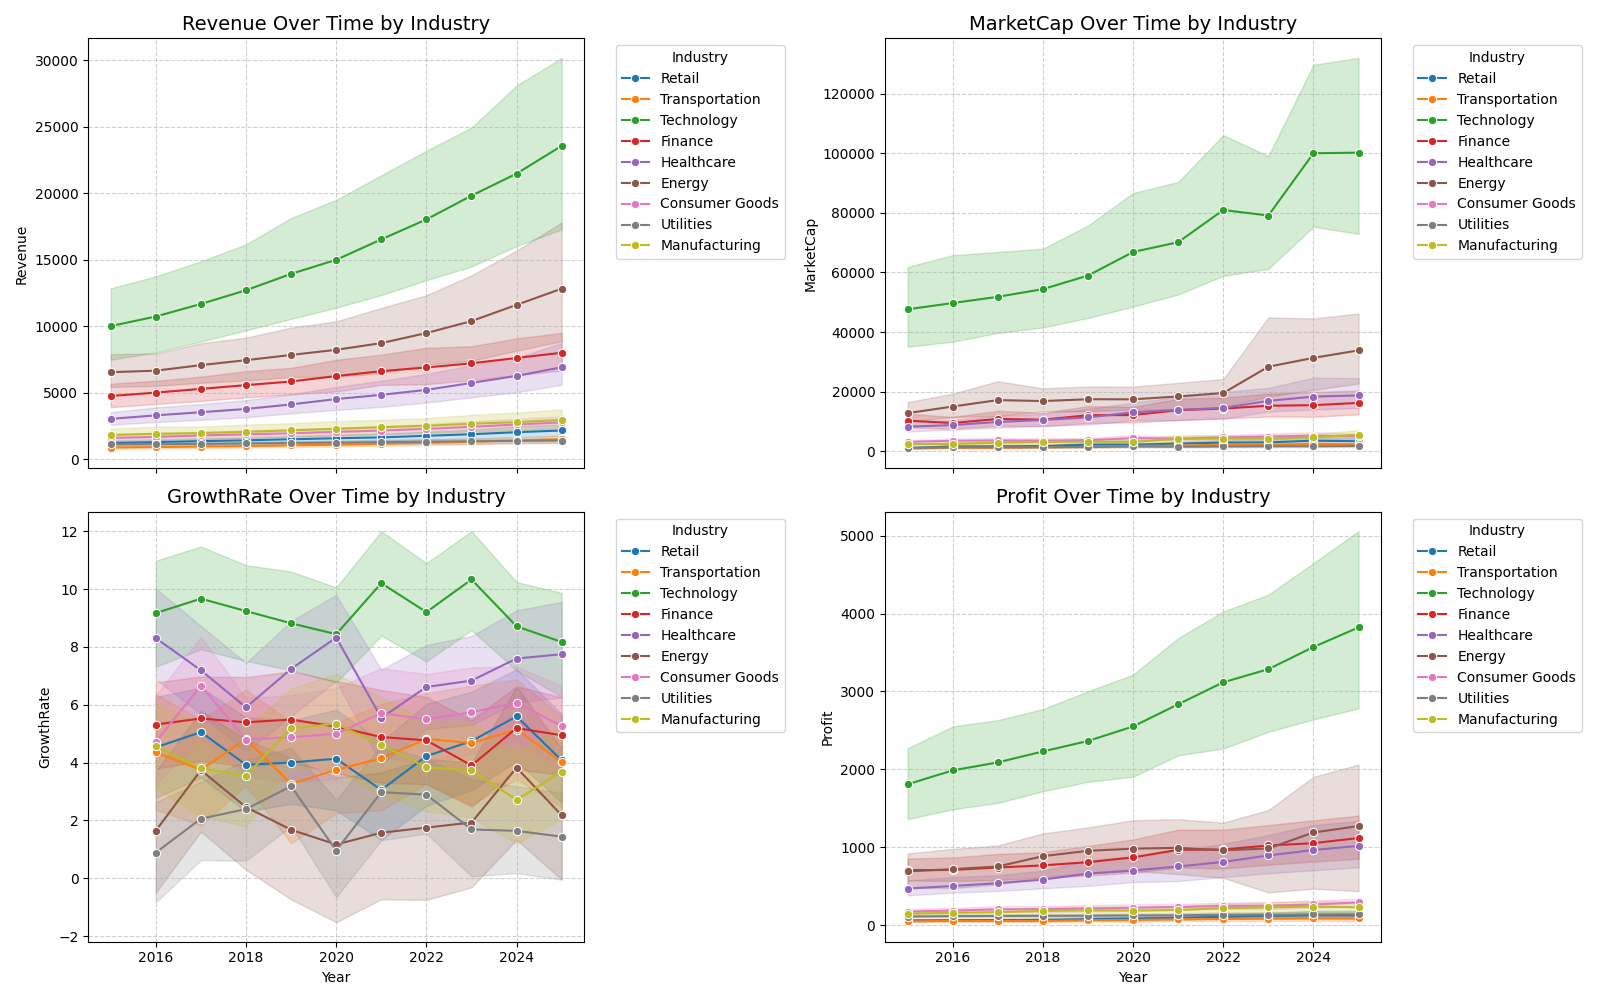 Revenue Over Time by Industry
30000
25000
20000
15000
10000
5000
0
Revenue
Industry
Retail
Transportation
Technology
Finance
Healthcare
Energy
Consumer Goods
Utilities
Manufacturing
MarketCap Over Time by Industry
120000
100000
80000
60000
40000
20000
0
MarketCap
Industry
Retail
Transportation
Technology
Finance
Healthcare
Energy
Consumer Goods
Utilities
Manufacturing
GrowthRate Over Time by Industry
12
10
8
6
4
2
0
−2
GrowthRate
2016 2018 2020 2022 2024
Year
Industry
Retail
Transportation
Technology
Finance
Healthcare
Energy
Consumer Goods
Utilities
Manufacturing
Profit Over Time by Industry
5000
4000
3000
2000
1000
0
Profit
2016 2018 2020 2022 2024
Year
Industry
Retail
Transportation
Technology
Finance
Healthcare
Energy
Consumer Goods
Utilities
Manufacturing